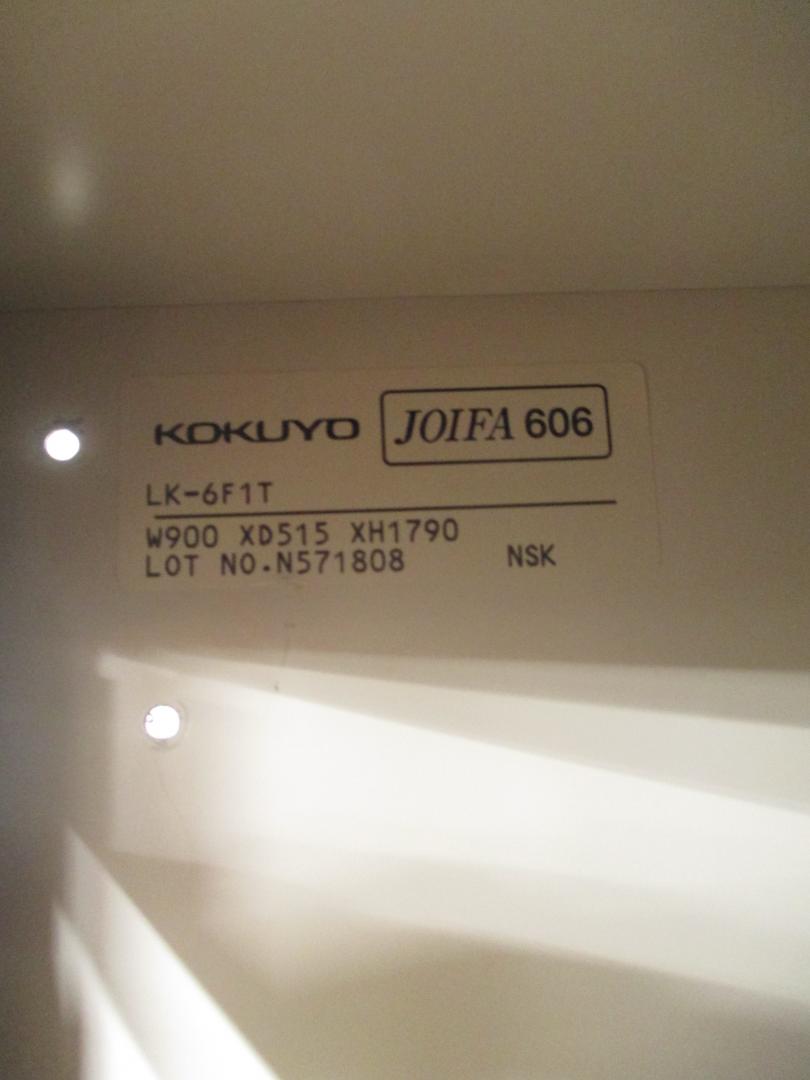 KOKUYO JOIFA 606
LK-6F1T
W900 XD515 XH1790
LOT NO.N571808 NSK